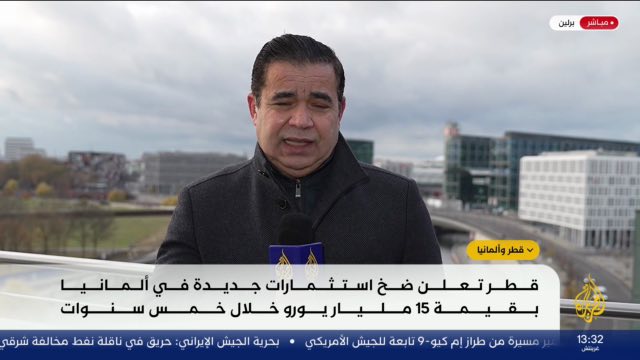 مباشر
برلين
قطر وألمانيا
قطر تعلن ضخ استثمارات جديدة في ألمانيا
بقيمة 15 مليار يورو خلال خمس سنوات
الجزيرة
13:32
غرينتش
مسيرة من طراز إم كيو-9 تابعة للجيش الأمريكي • بحرية الجيش الإيراني: حريق في ناقلة نفط مخالفة شرقي